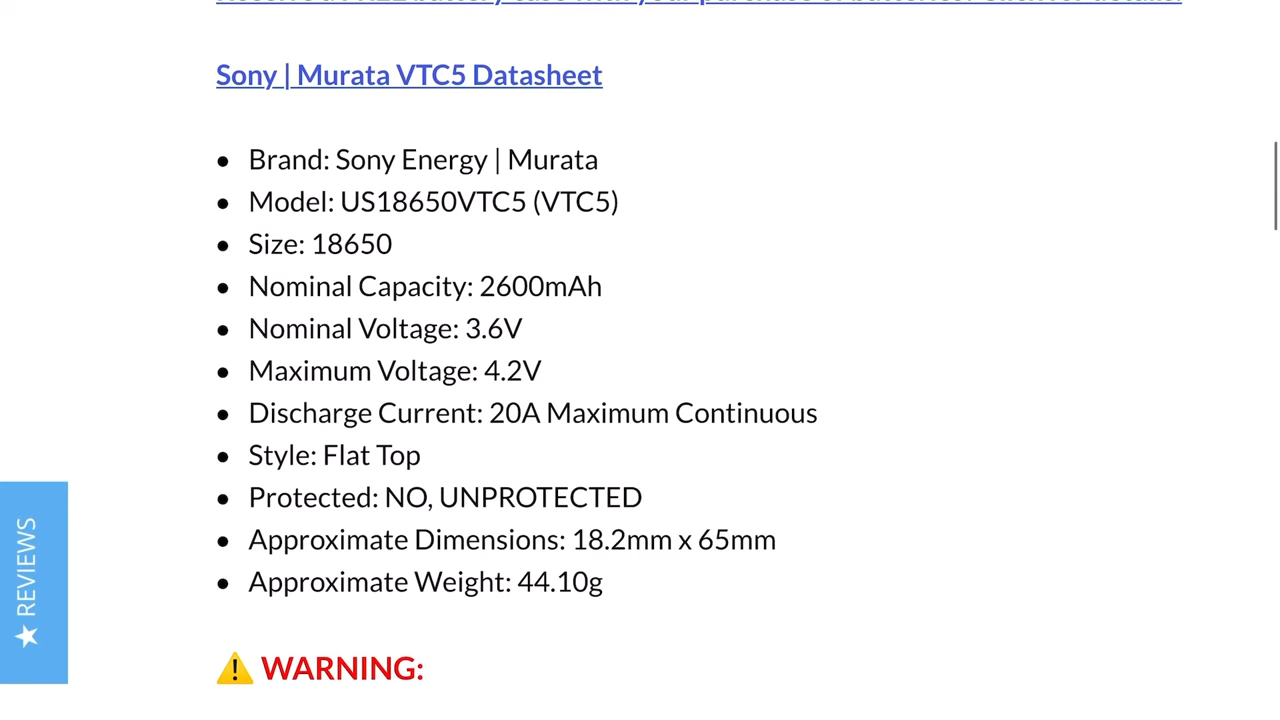 Sony | Murata VTC5 Datasheet
• Brand: Sony Energy | Murata
• Model: US18650VTC5 (VTC5)
• Size: 18650
• Nominal Capacity: 2600mAh
• Nominal Voltage: 3.6V
• Maximum Voltage: 4.2V
• Discharge Current: 20A Maximum Continuous
• Style: Flat Top
• Protected: NO, UNPROTECTED
• Approximate Dimensions: 18.2mm x 65mm
• Approximate Weight: 44.10g
★ REVIEWS
⚠ WARNING: